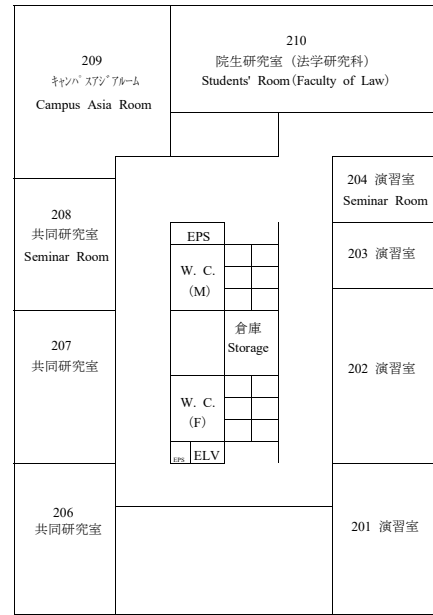 209
ｷｬﾝﾊﾟｽｱｼﾞｱﾙｰﾑ
Campus Asia Room
210
院生研究室（法学研究科）
Students' Room(Faculty of Law)
204 演習室
Seminar Room
208
共同研究室
Seminar Room
EPS
W. C.
(M)
203 演習室
倉庫
Storage
207
共同研究室
202 演習室
W. C.
(F)
EPS
ELV
206
共同研究室
201 演習室